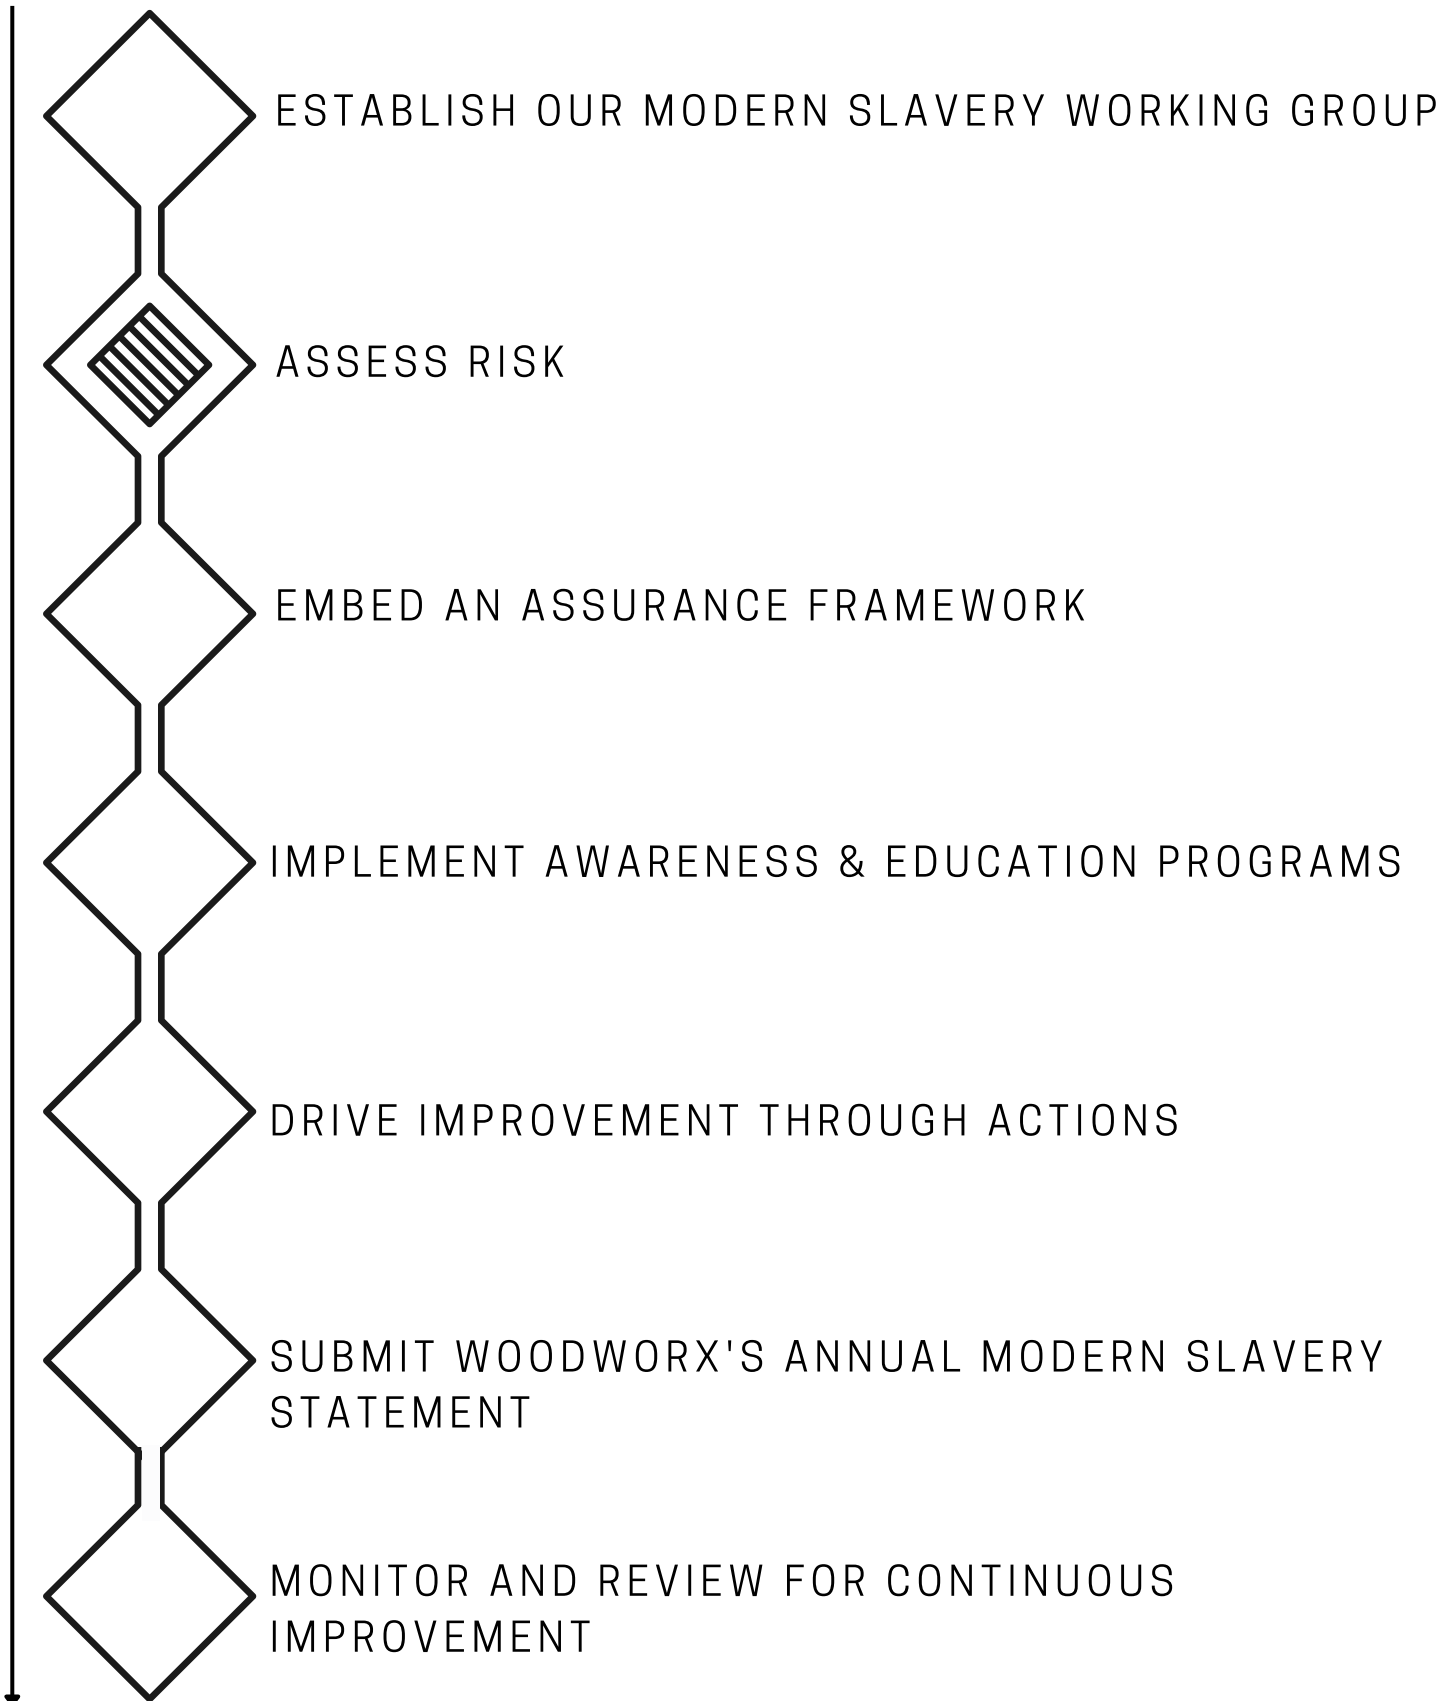 ESTABLISH OUR MODERN SLAVERY WORKING GROUP
ASSESS RISK
EMBED AN ASSURANCE FRAMEWORK
IMPLEMENT AWARENESS & EDUCATION PROGRAMS
DRIVE IMPROVEMENT THROUGH ACTIONS
SUBMIT WOODWORX'S ANNUAL MODERN SLAVERY
STATEMENT
MONITOR AND REVIEW FOR CONTINUOUS
IMPROVEMENT